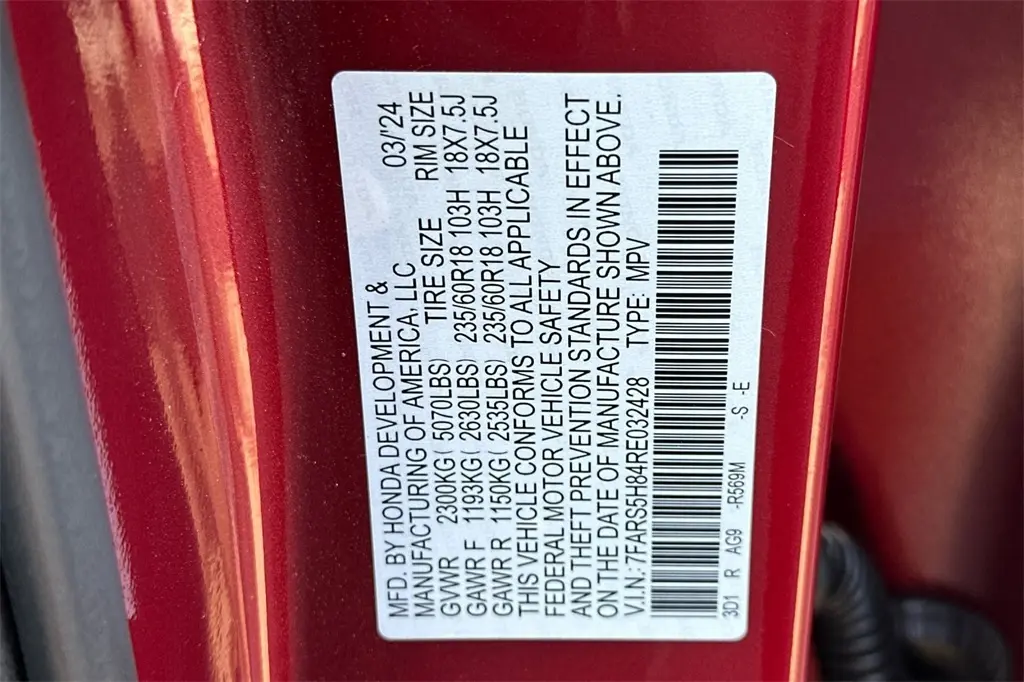 MFD. BY HONDA DEVELOPMENT & 03/'24
MANUFACTURING OF AMERICA, LLC
TIRE SIZE RIM SIZE
GVWR 2300KG( 5070LBS)
GAWR F 1193KG( 2630LBS) 235/60R18 103H 18X7.5J
GAWR R 1150KG( 2535LBS) 235/60R18 103H 18X7.5J
THIS VEHICLE CONFORMS TO ALL APPLICABLE
FEDERAL MOTOR VEHICLE SAFETY
AND THEFT PREVENTION STANDARDS IN EFFECT
ON THE DATE OF MANUFACTURE SHOWN ABOVE.
V.I.N.:7FARS6H84RE032428 TYPE: MPV
3D1 R AG9 -R569M -S -E